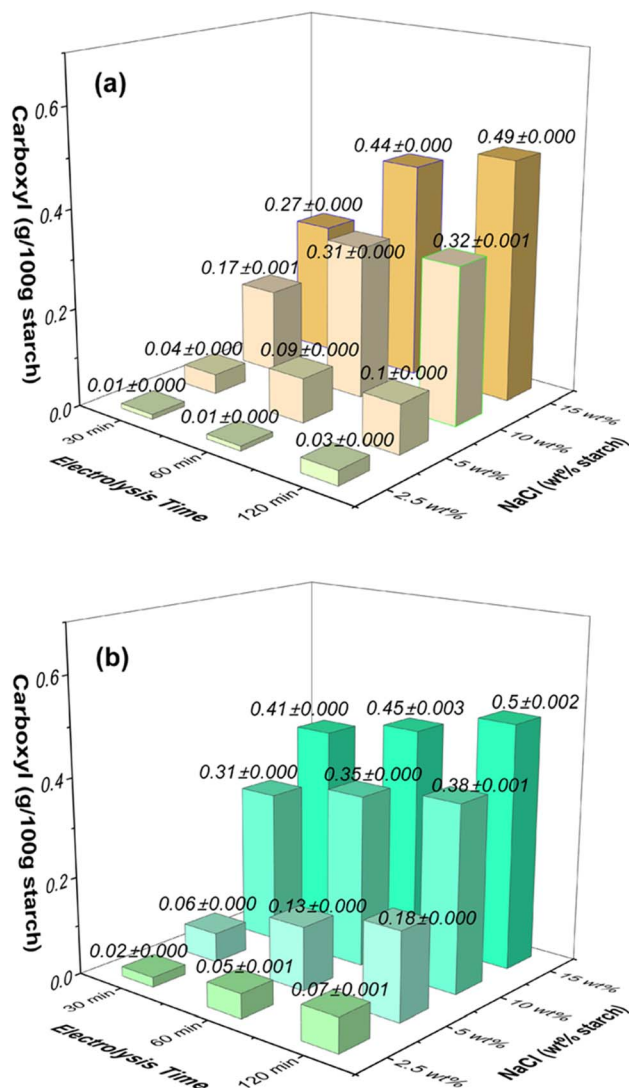 (a)
Carboxyl (g/100g starch)
0.6
0.4
0.2
0.0
0.44±0.000
0.49±0.000
0.27±0.000
0.31±0.000
0.32±0.001
0.17±0.001
0.04±0.000
0.09±0.000
0.1±0.000
0.01±0.000
0.01±0.000
0.03±0.000
30 min
60 min
120 min
Electrolysis Time
2.5 wt%
5 wt%
10 wt%
15 wt%
NaCl (wt% starch)
(b)
Carboxyl (g/100g starch)
0.6
0.4
0.2
0.0
0.41±0.000
0.45±0.003
0.5±0.002
0.31±0.000
0.35±0.000
0.38±0.001
0.06±0.000
0.13±0.000
0.18±0.000
0.02±0.000
0.05±0.001
0.07±0.001
30 min
60 min
120 min
Electrolysis Time
2.5 wt%
5 wt%
10 wt%
15 wt%
NaCl (wt% starch)